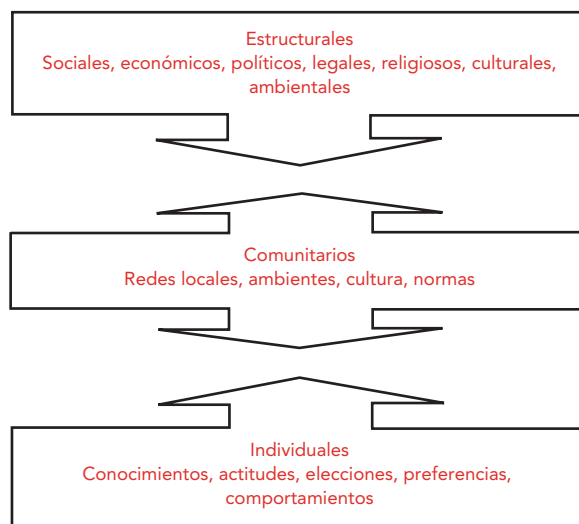 Estructurales
Sociales, económicos, políticos, legales, religiosos, culturales,
ambientales
Comunitarios
Redes locales, ambientes, cultura, normas
Individuales
Conocimientos, actitudes, elecciones, preferencias,
comportamientos